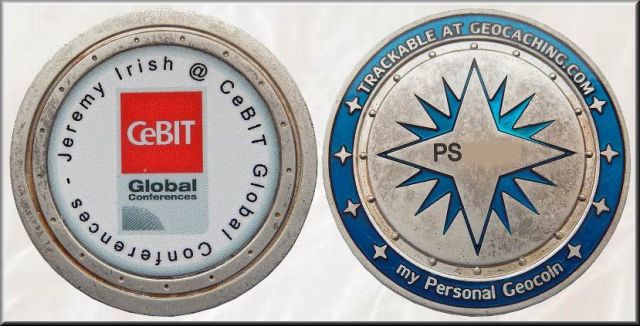 Jeremy Irish @ CeBIT Global Conferences -
CeBIT
Global
Conferences
TRACKABLE AT GEOCACHING.COM
PS
my Personal Geocoin